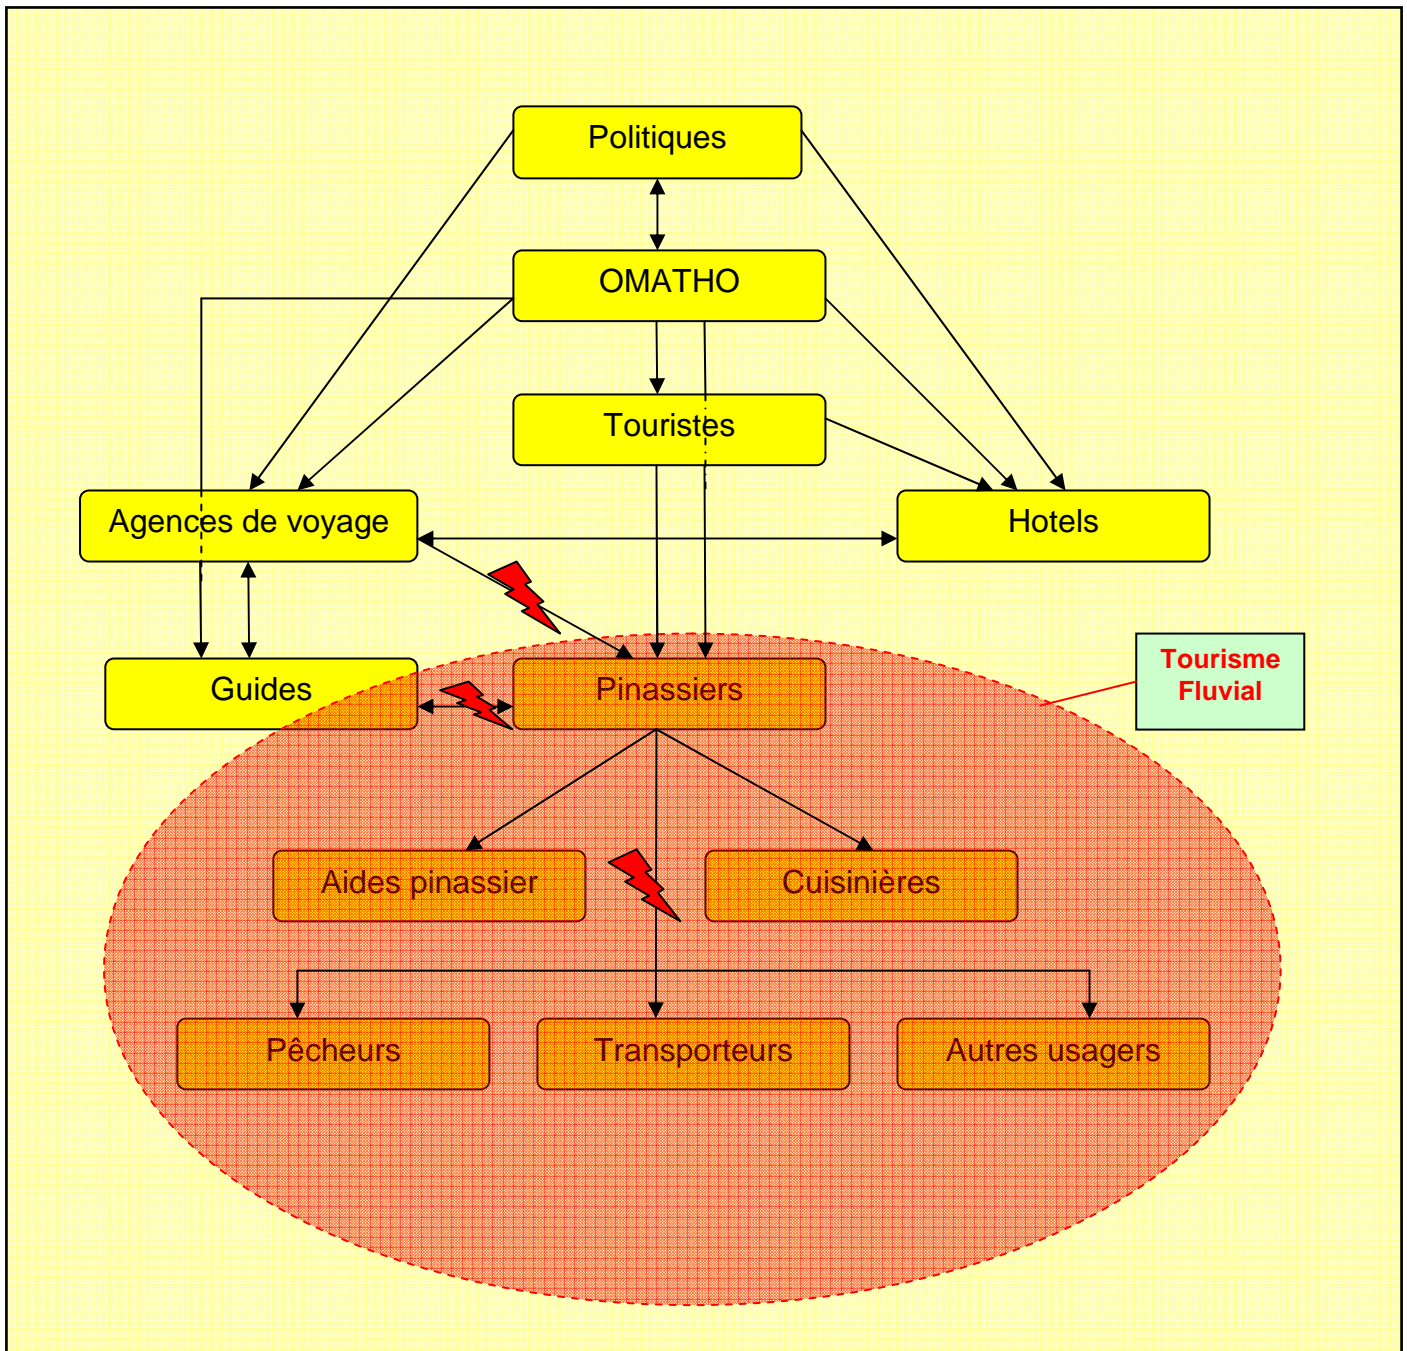 Politiques
OMATHO
Touristes
Agences de voyage
Hotels
Guides
Pinassiers
Tourisme
Fluvial
Aides pinassier
Cuisinières
Pêcheurs
Transporteurs
Autres usagers